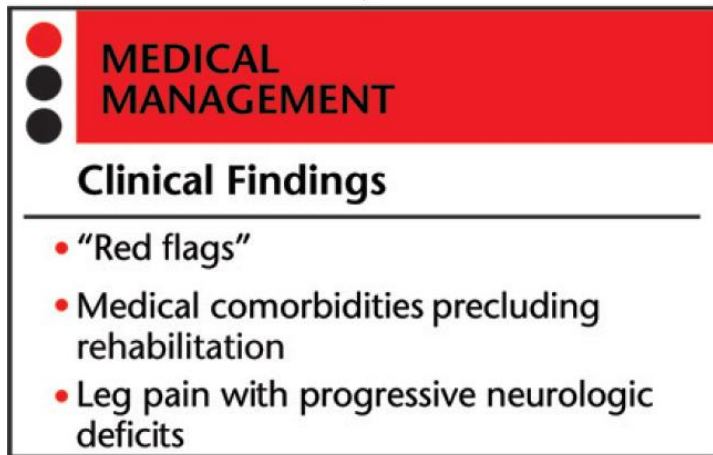 MEDICAL
MANAGEMENT
Clinical Findings
• “Red flags”
• Medical comorbidities precluding
rehabilitation
• Leg pain with progressive neurologic
deficits